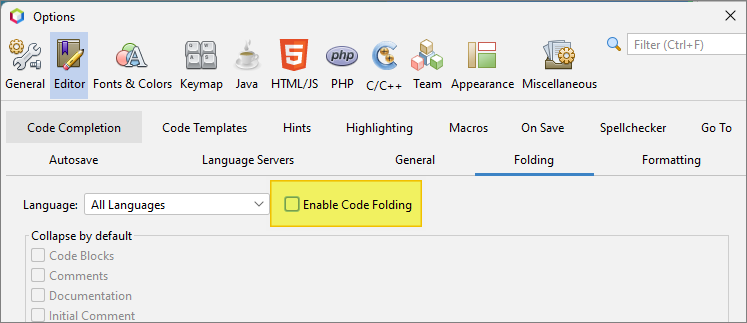 Options
General Editor Fonts & Colors Keymap Java HTML/JS PHP C/C++ Team Appearance Miscellaneous Filter (Ctrl+F)
Code Completion Code Templates Hints Highlighting Macros On Save Spellchecker Go To
Autosave Language Servers General Folding Formatting
Language: All Languages Enable Code Folding
Collapse by default
Code Blocks
Comments
Documentation
Initial Comment